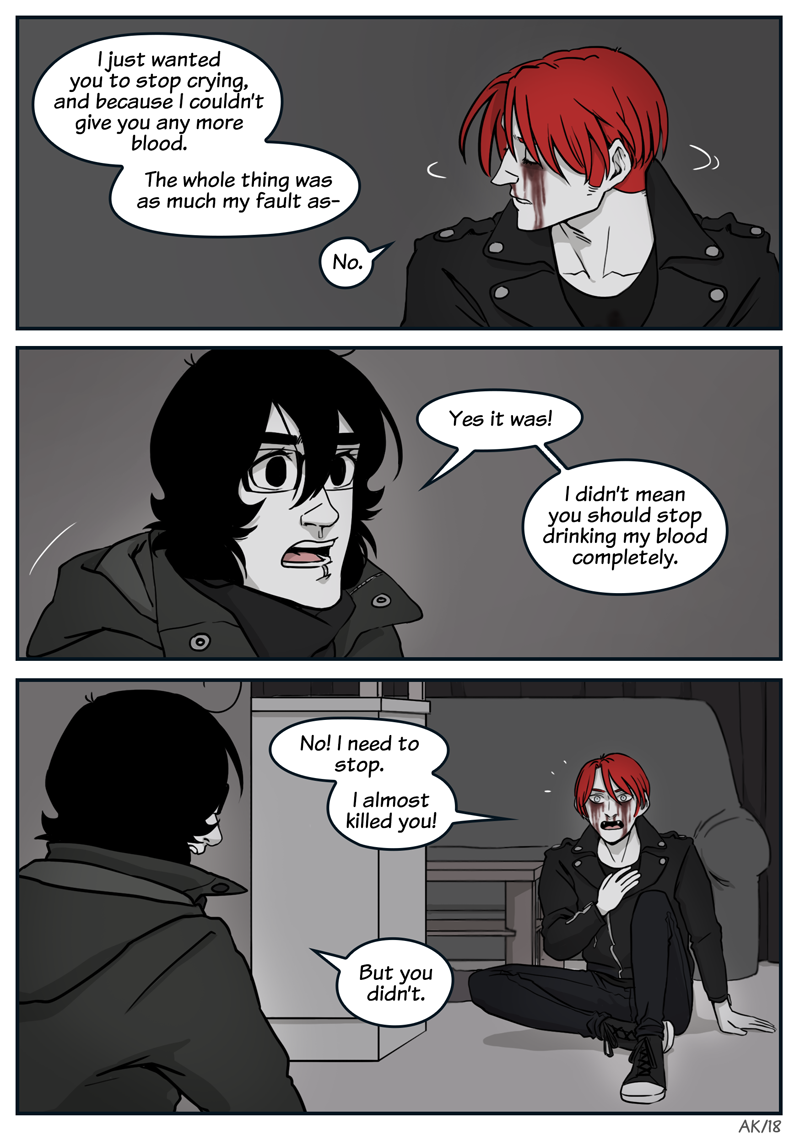 I just wanted
you to stop crying,
and because I couldn't
give you any more
blood.
The whole thing was
as much my fault as-
No.
Yes it was!
I didn't mean
you should stop
drinking my blood
completely.
No! I need to
stop.
I almost
killed you!
But you
didn't.
AK/18